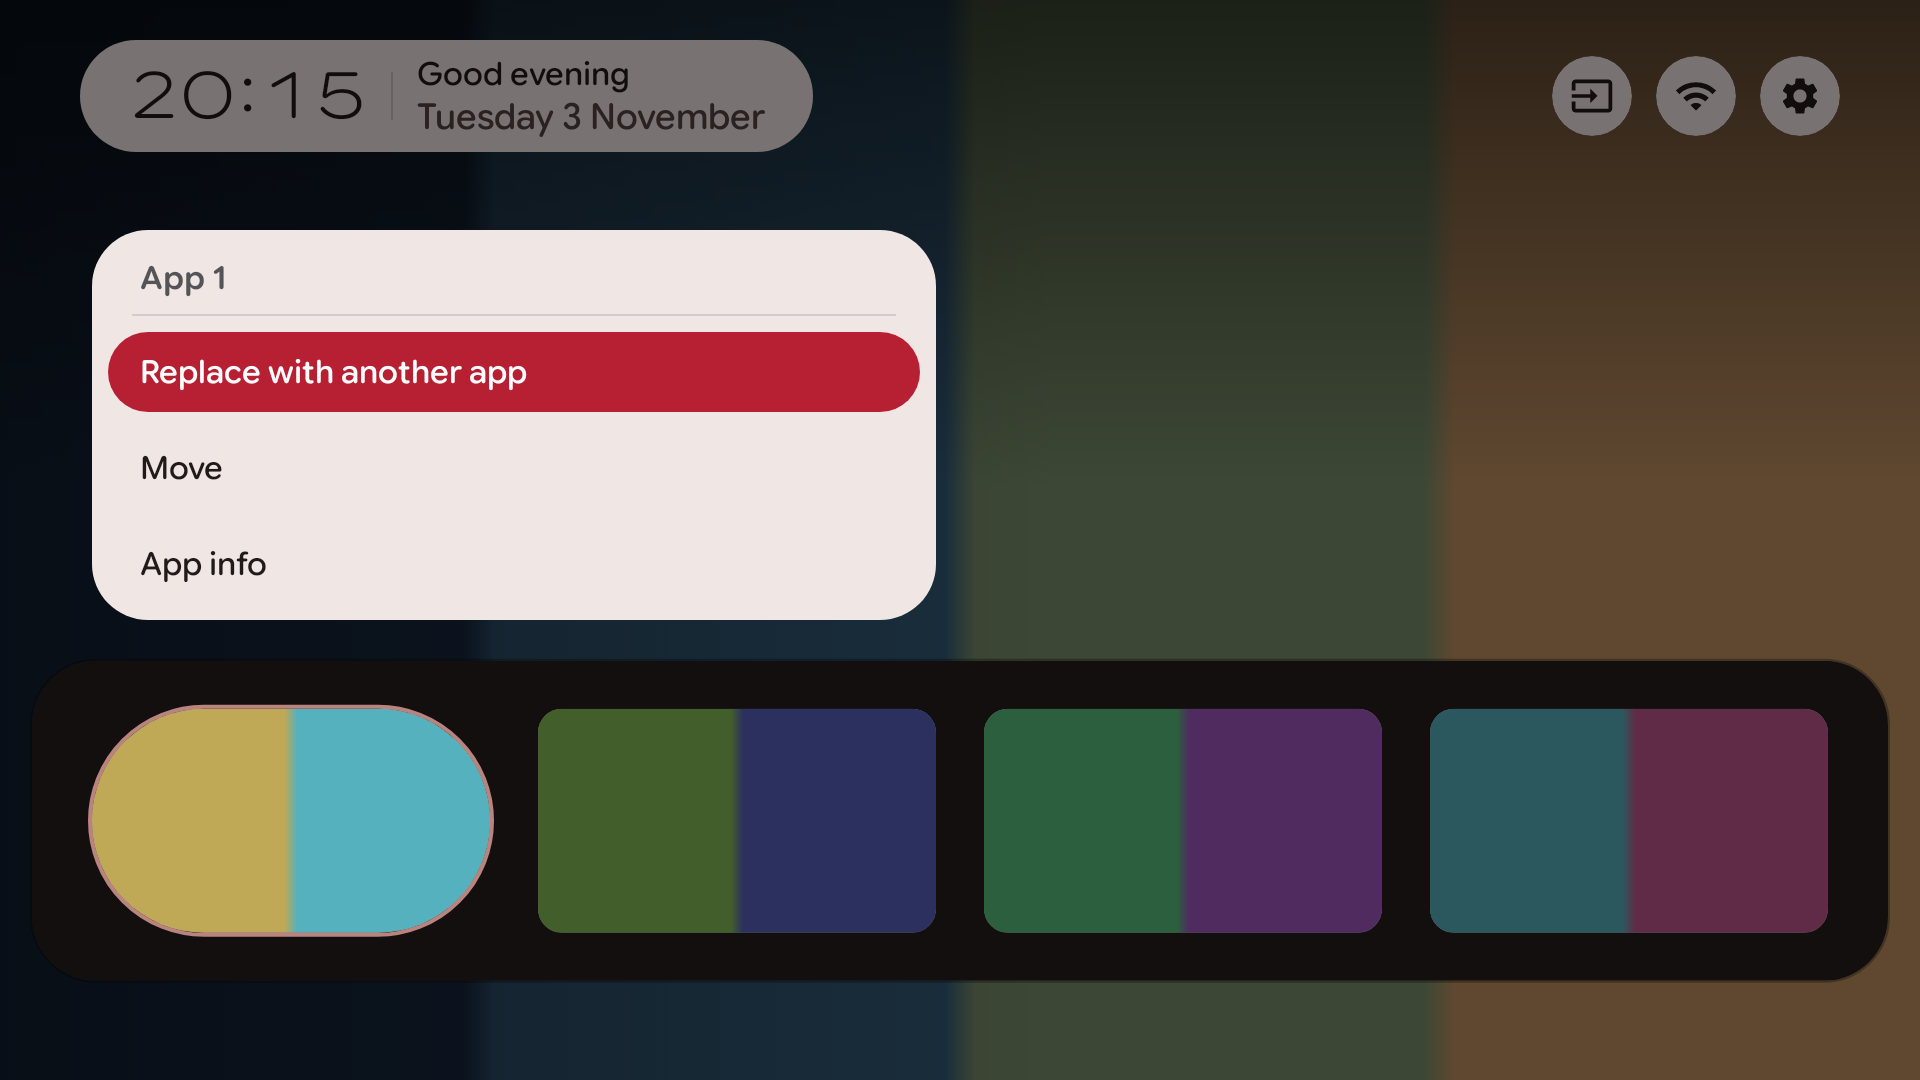 20:15
Good evening
Tuesday 3 November
App 1
Replace with another app
Move
App info